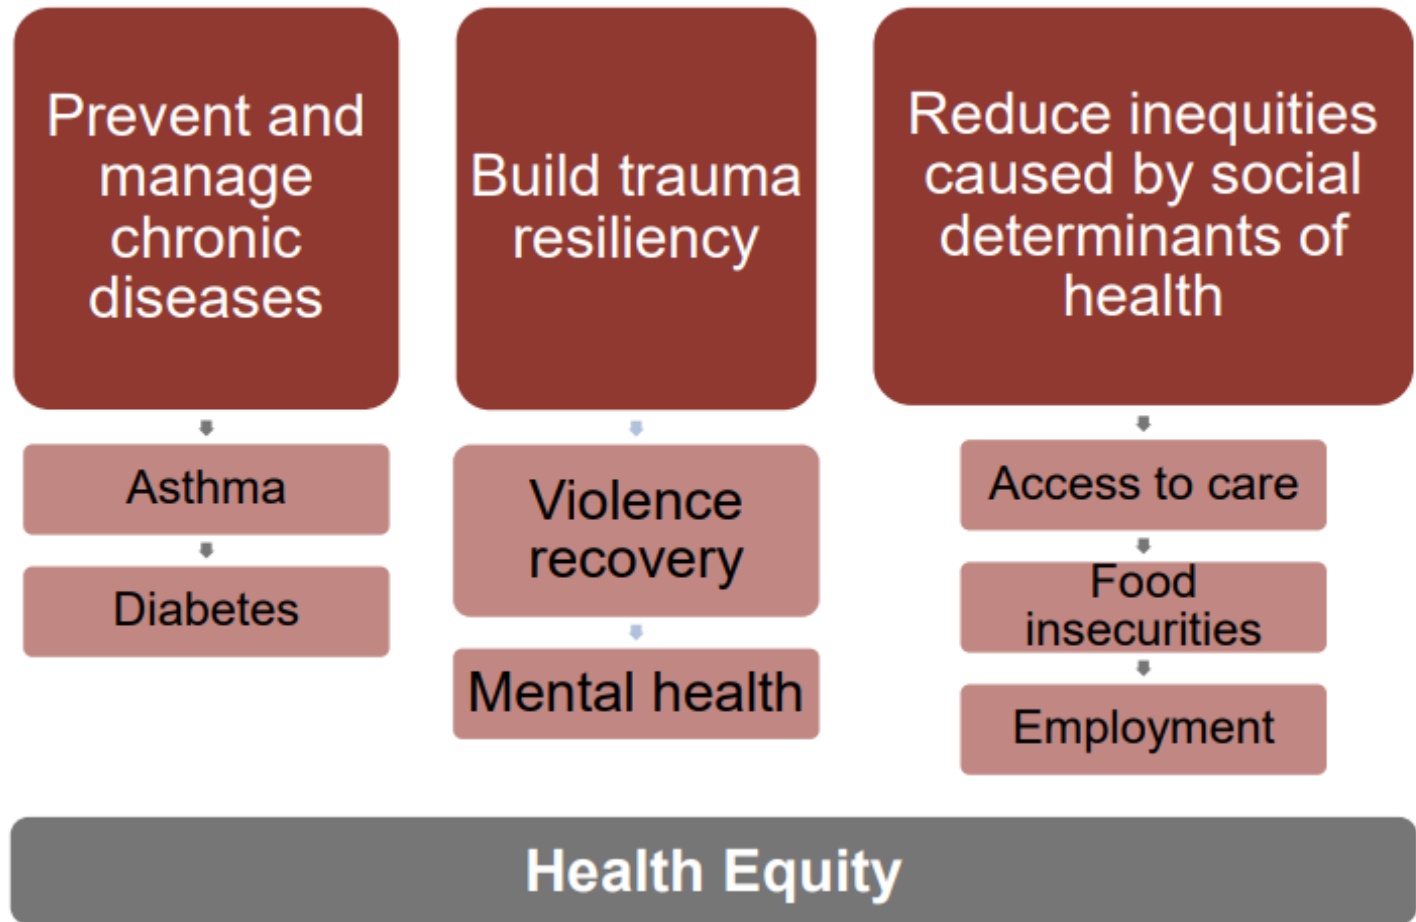 Prevent and
manage
chronic
diseases
Asthma
Diabetes
Build trauma
resiliency
Violence
recovery
Mental health
Reduce inequities
caused by social
determinants of
health
Access to care
Food
insecurities
Employment
Health Equity